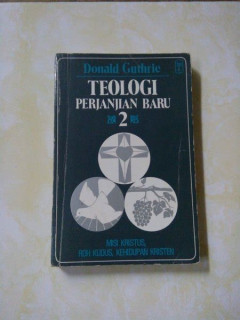 Donald Guthrie
TEOLOGI
PERJANJIAN BARU
2
MISI KRISTUS,
ROH KUDUS, KEHIDUPAN KRISTEN